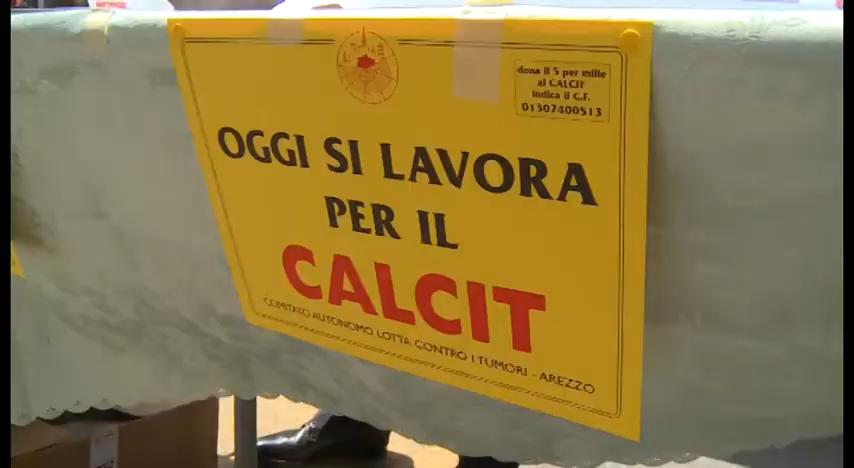 dona il 5 per mille
al CALCIT
indica il C.F.
01307400513
OGGI SI LAVORA
PER IL
CALCIT
COMITATO AUTONOMO LOTTA CONTRO I TUMORI - AREZZO